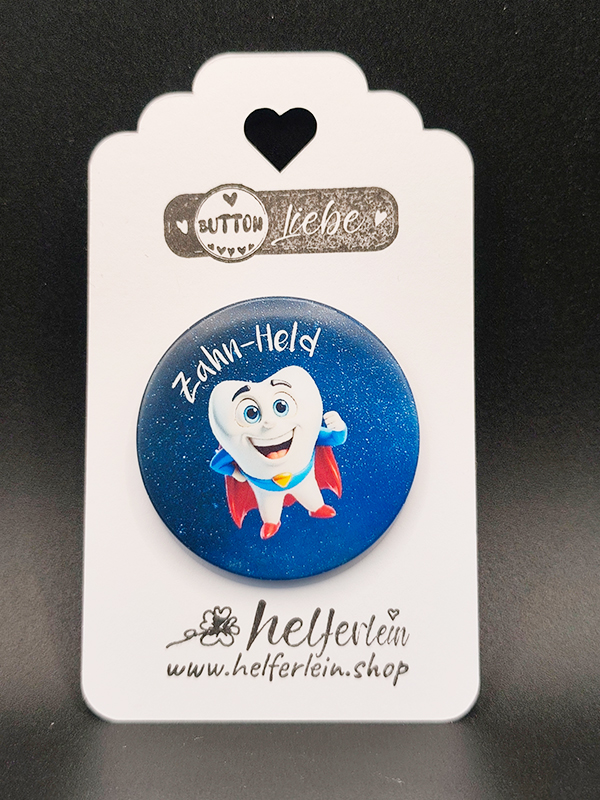 BUTTON Liebe
Zahn-Held
helferlein
www.helferlein.shop